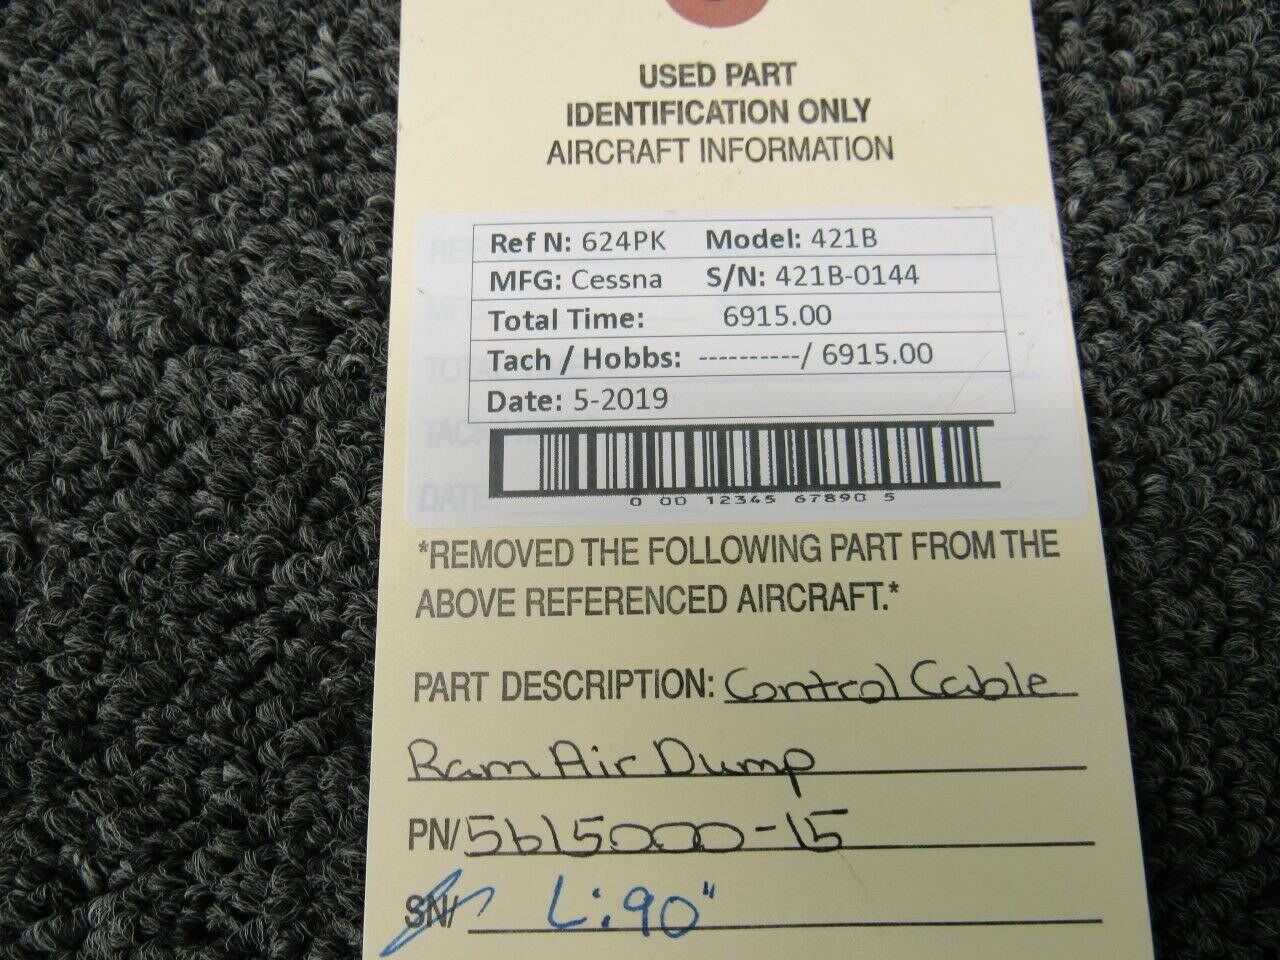 USED PART
IDENTIFICATION ONLY
AIRCRAFT INFORMATION
Ref N: 624PK Model: 421B
MFG: Cessna S/N: 421B-0144
Total Time: 6915.00
Tach / Hobbs: ----------/ 6915.00
Date: 5-2019
0 00 12345 67890 5
*REMOVED THE FOLLOWING PART FROM THE
ABOVE REFERENCED AIRCRAFT.*
PART DESCRIPTION: Control Cable
Ram Air Dump
PN/ 5615000-15
SN/ L:90"